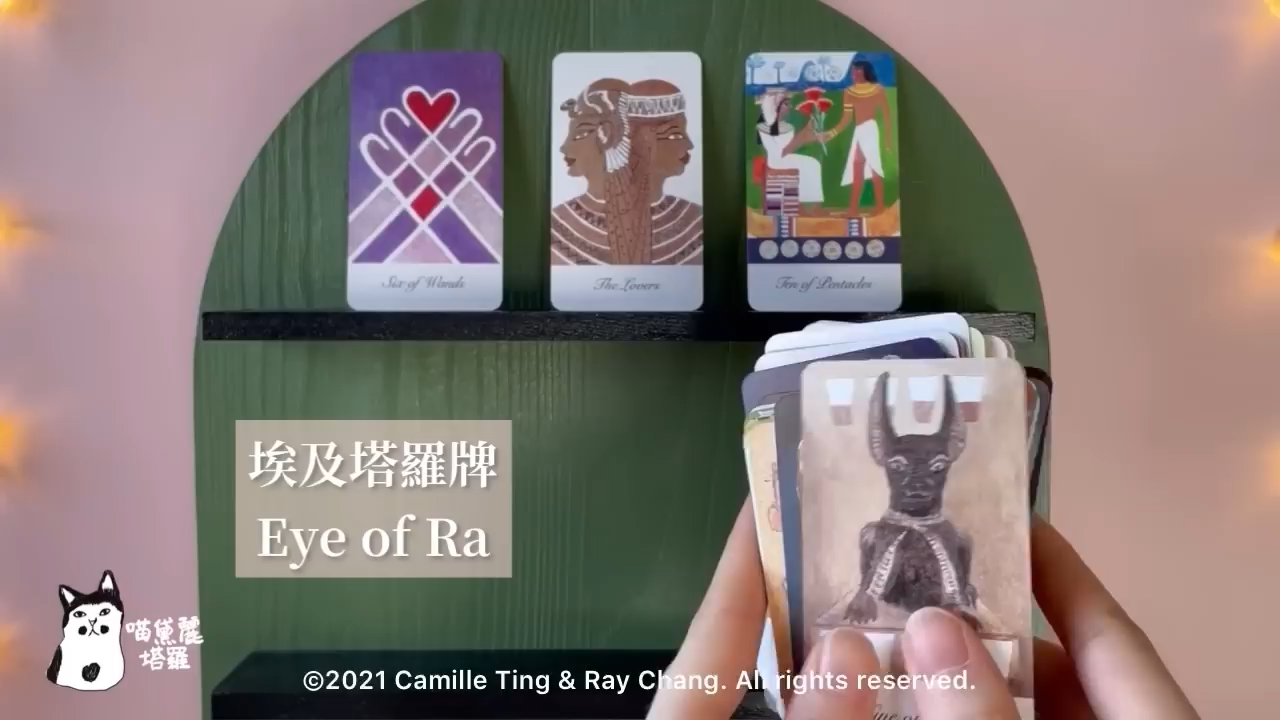 Six of Wands
The Lovers
Ten of Pentacles
埃及塔羅牌
Eye of Ra
喵黛麗
塔羅
©2021 Camille Ting & Ray Chang. All rights reserved.